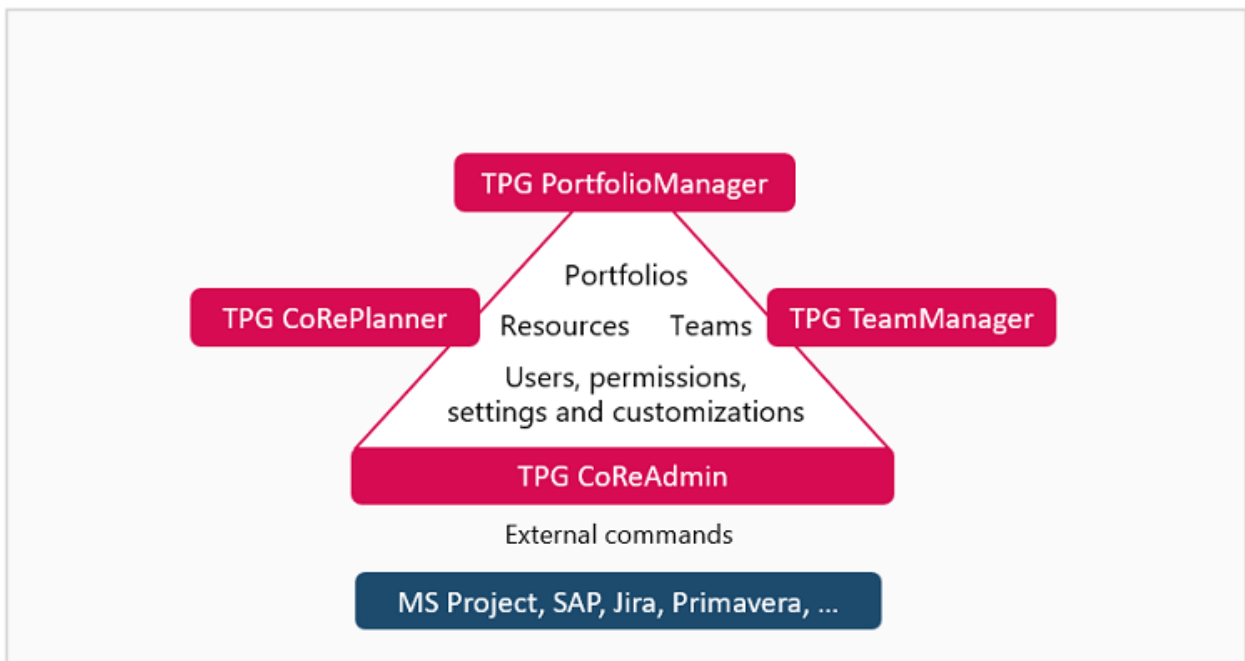 TPG PortfolioManager
Portfolios
TPG CoRePlanner
Resources Teams
TPG TeamManager
Users, permissions,
settings and customizations
TPG CoReAdmin
External commands
MS Project, SAP, Jira, Primavera, ...